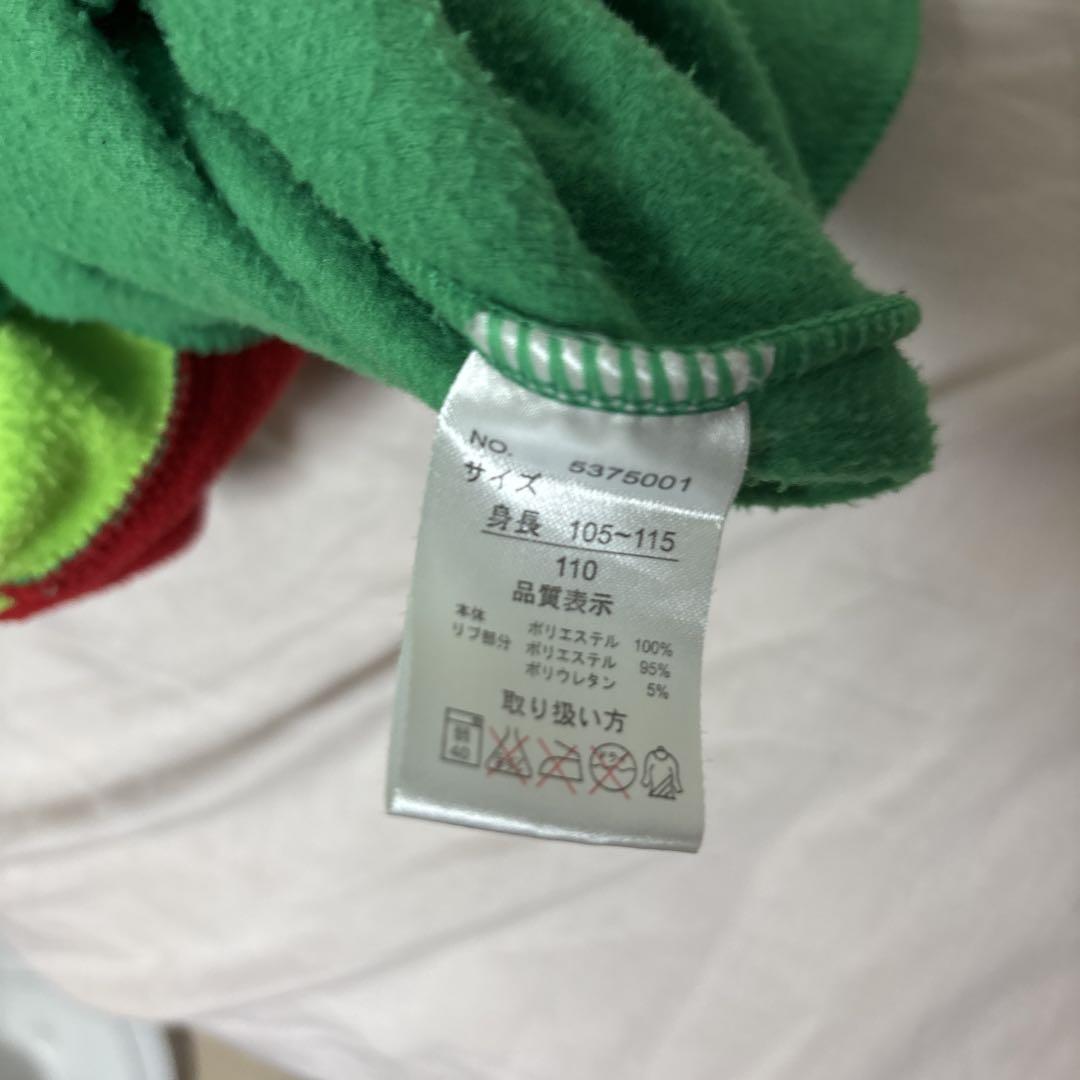 NO. 5375001
サイズ
身長 105~115
110
品質表示
本体 ポリエステル 100%
リブ部分 ポリエステル 95%
ポリウレタン 5%
取り扱い方
弱
40